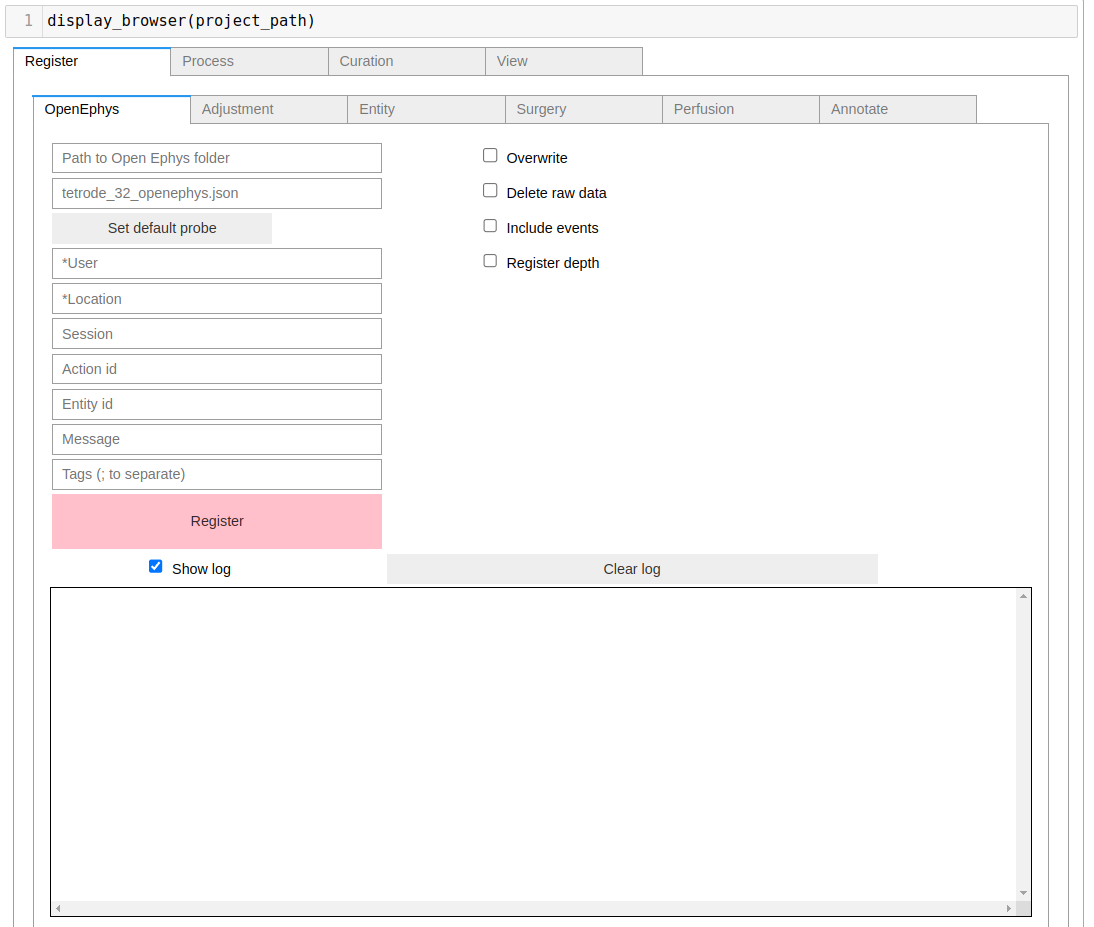 1 display_browser(project_path)
Register Process Curation View
OpenEphys Adjustment Entity Surgery Perfusion Annotate
Path to Open Ephys folder
Overwrite
tetrode_32_openephys.json
Delete raw data
Set default probe
Include events
*User
Register depth
*Location
Session
Action id
Entity id
Message
Tags (; to separate)
Register
Show log
Clear log